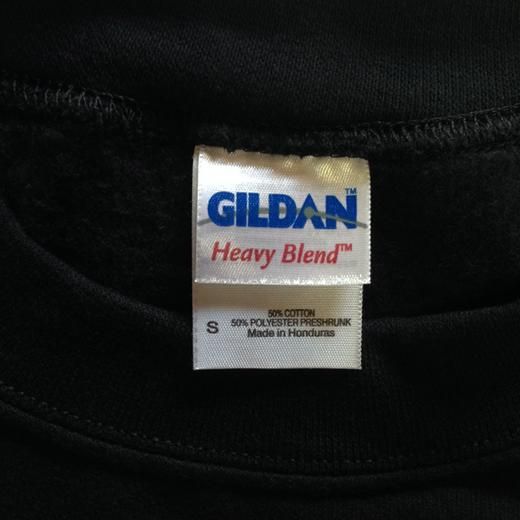 GILDAN™
Heavy Blend™
50% COTTON
S 50% POLYESTER PRESHRUNK
Made in Honduras